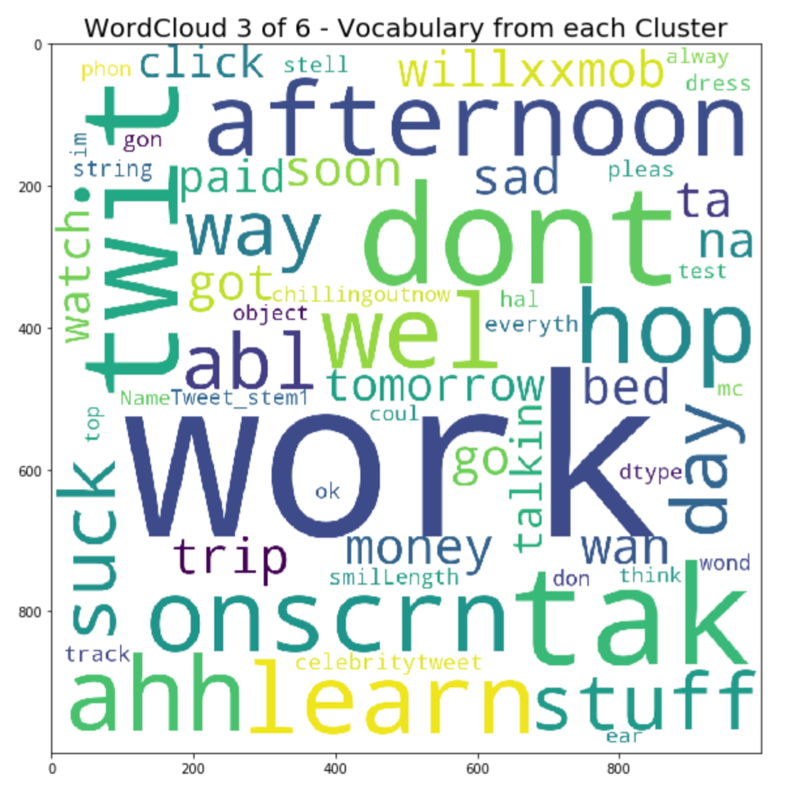 WordCloud 3 of 6 - Vocabulary from each Cluster
0
200
400
600
800
0 200 400 600 800
phon
click
stell
willxxmob
alway
dress
twit
afternoon
gon
im
string
paid
soon
sad
pleas
ta
way
dont
na
test
watch
got
chillingoutnow
hal
object
wel
everyth
hop
abl
tomorrow
bed
mc
Name
Tweet_stem1
coul
top
work
go
talkin
day
ok
dtype
suck
trip
money
wan
wond
smilLength
don
think
onscrn
tak
track
celebritytweet
ahh
learn
stuff
ear